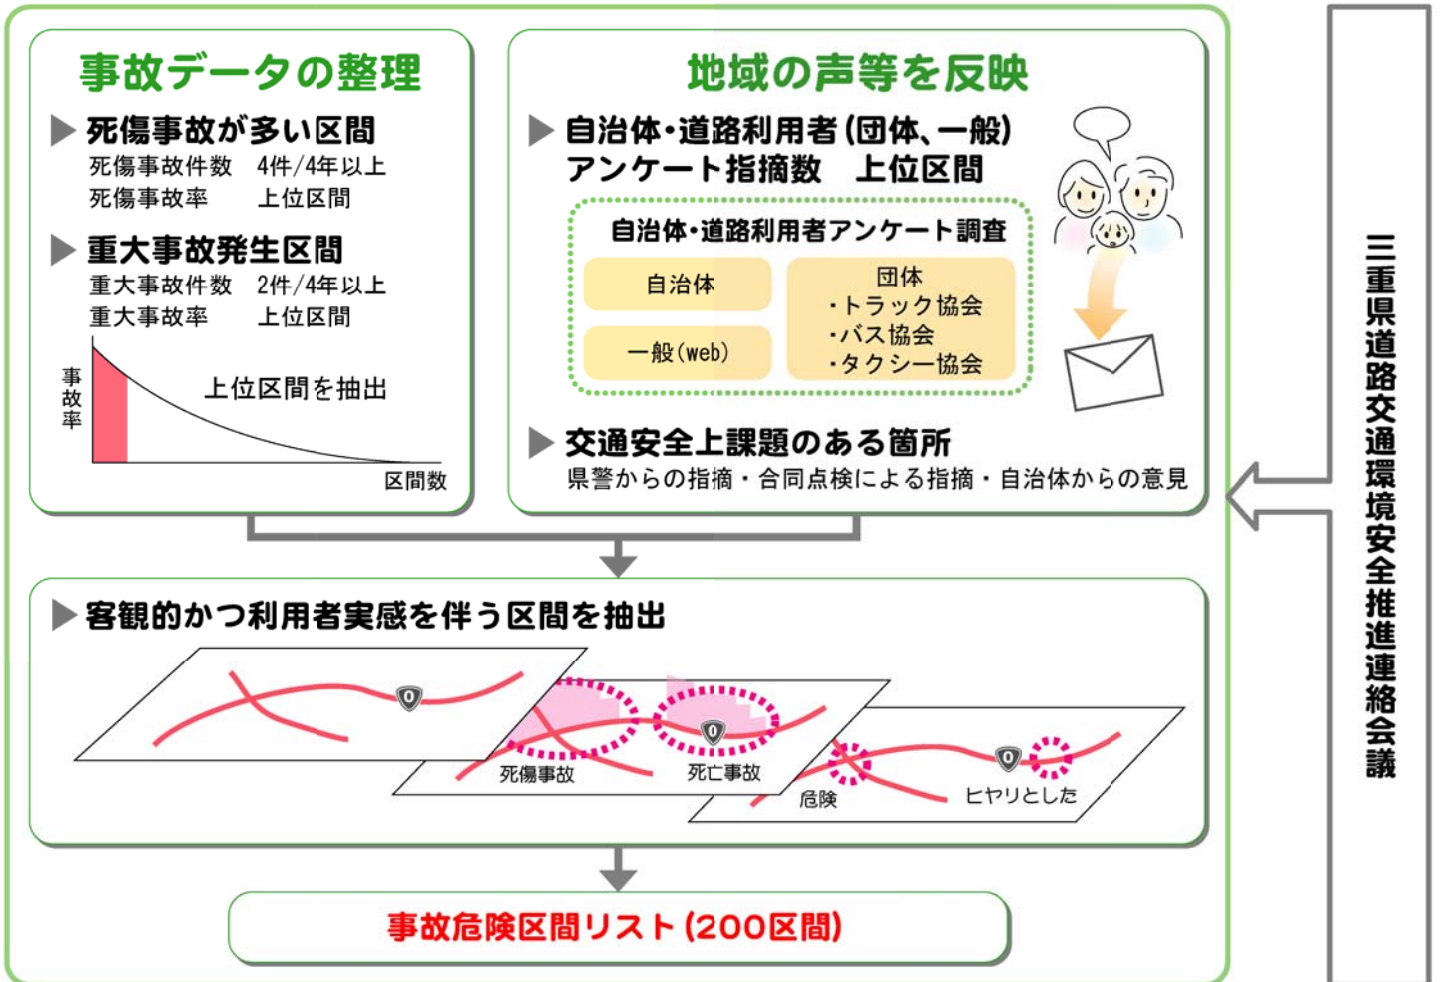 事故データの整理
死傷事故が多い区間
死傷事故件数　4件/4年以上
死傷事故率　　上位区間
重大事故発生区間
重大事故件数　2件/4年以上
重大事故率　　上位区間
事故率
上位区間を抽出
区間数
地域の声等を反映
自治体・道路利用者(団体、一般)
アンケート指摘数　上位区間
自治体・道路利用者アンケート調査
自治体
一般(web)
団体
・トラック協会
・バス協会
・タクシー協会
交通安全上課題のある箇所
県警からの指摘・合同点検による指摘・自治体からの意見
客観的かつ利用者実感を伴う区間を抽出
0
0
死傷事故
死亡事故
0
危険
ヒヤリとした
事故危険区間リスト(200区間)
三重県道路交通環境安全推進連絡会議